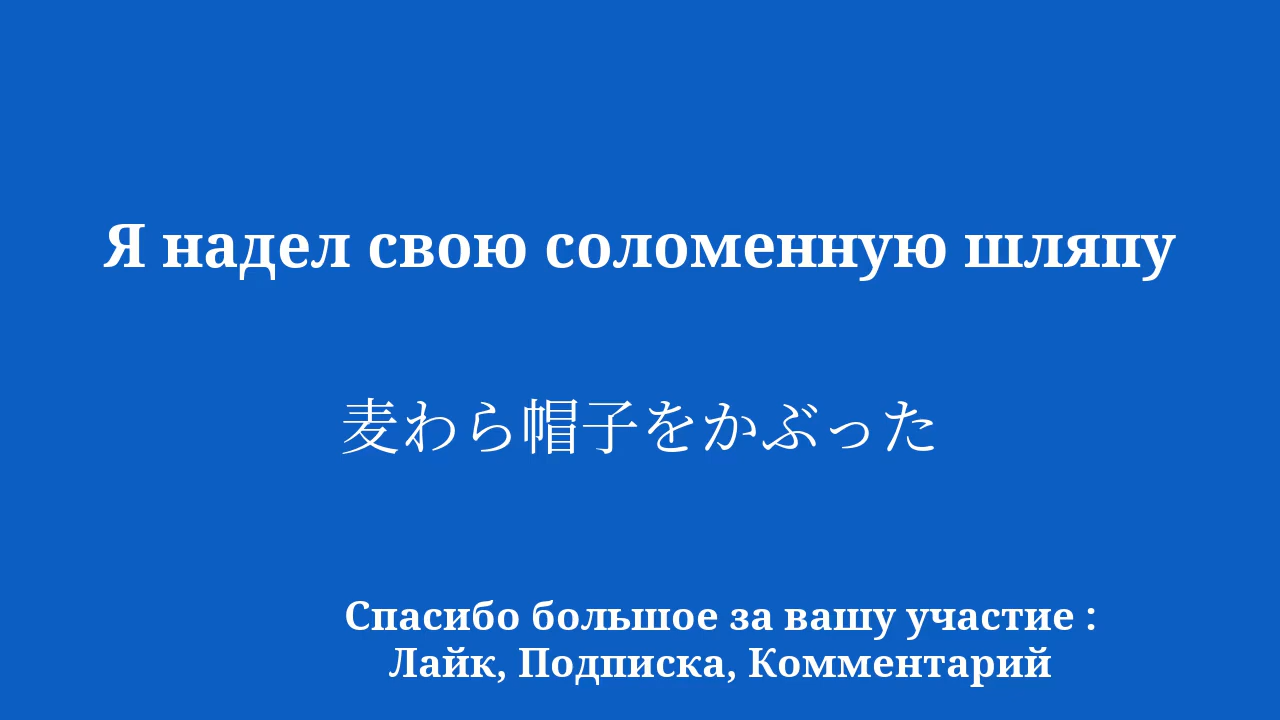 Я надел свою соломенную шляпу
麦わら帽子をかぶった
Спасибо большое за вашу участие :
Лайк, Подписка, Комментарий